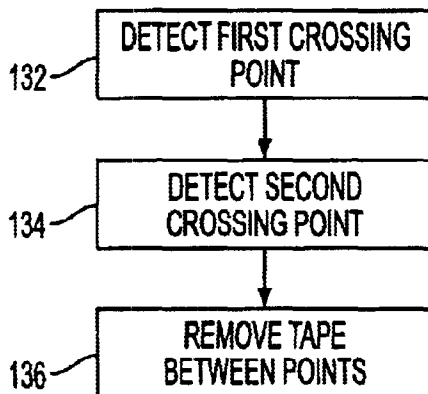 DETECT FIRST CROSSING
POINT
132
DETECT SECOND
CROSSING POINT
134
REMOVE TAPE
BETWEEN POINTS
136